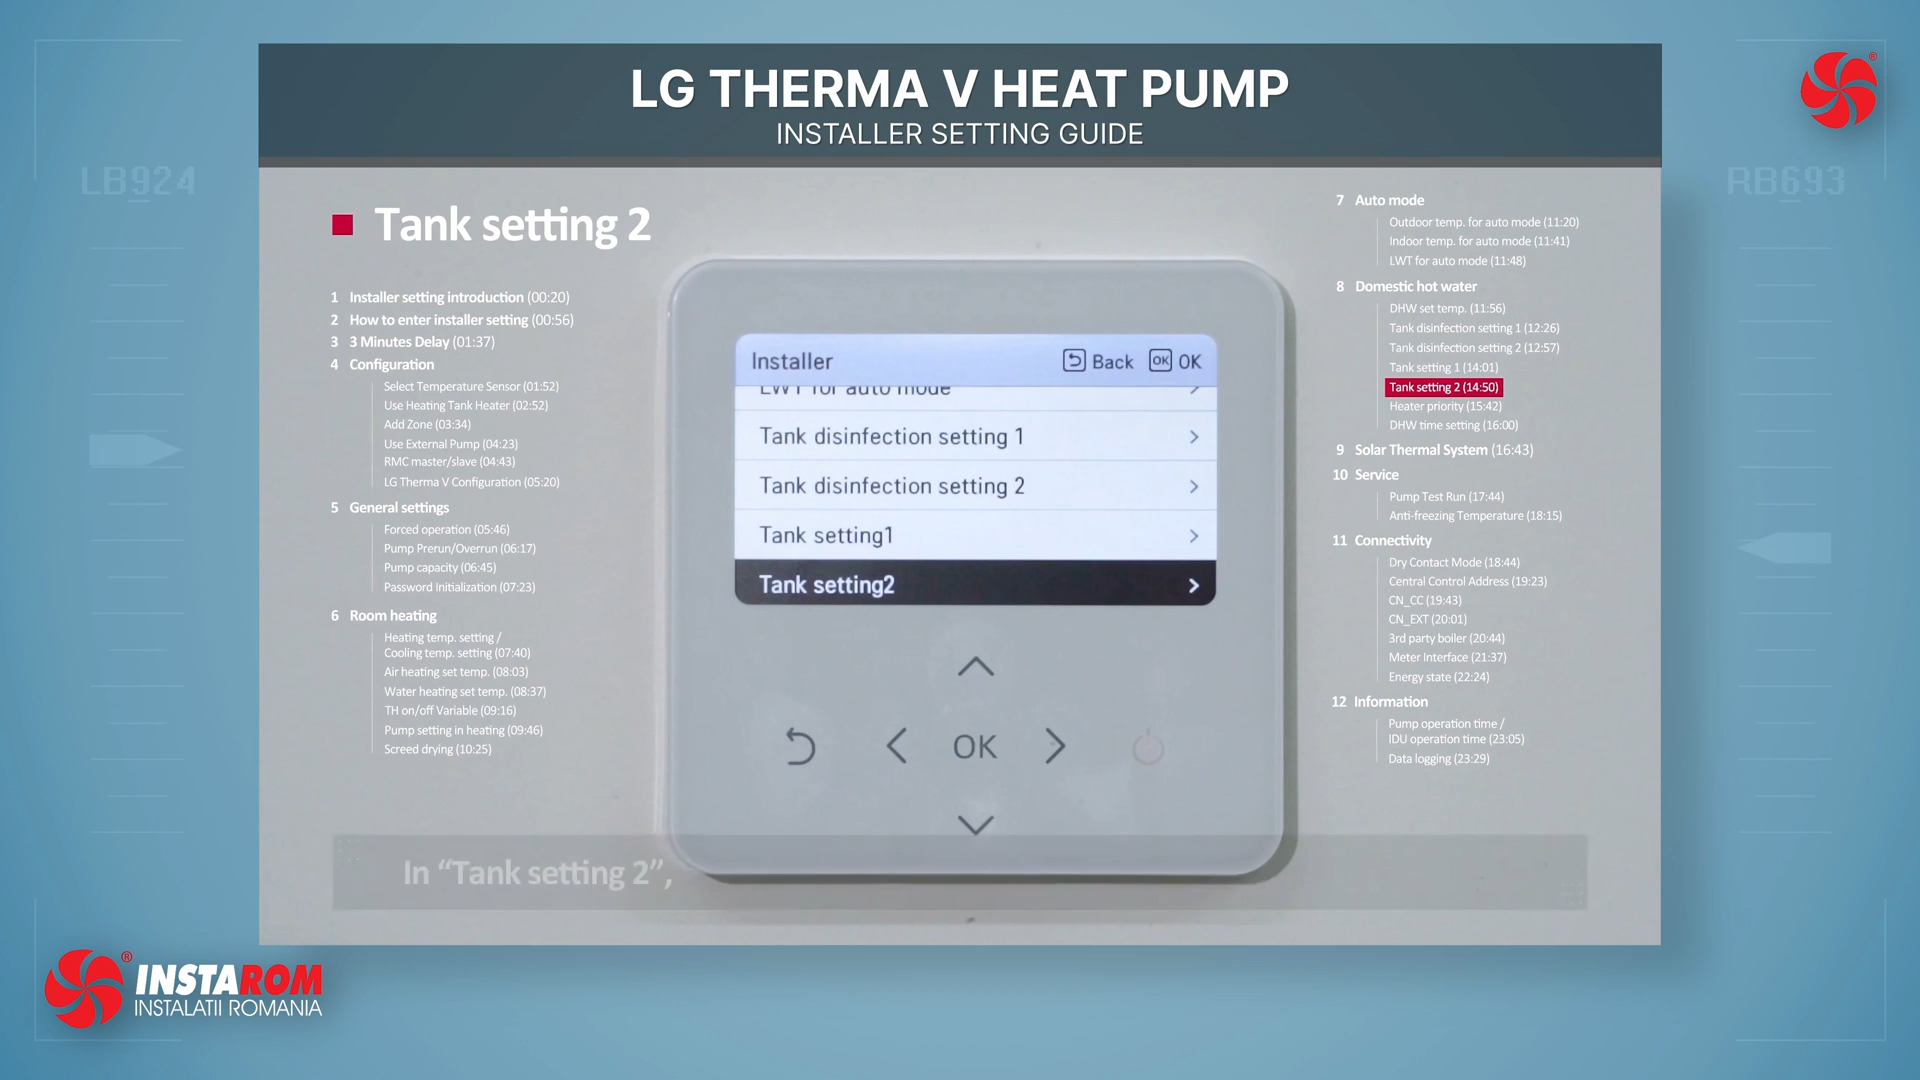 LG THERMA V HEAT PUMP
INSTALLER SETTING GUIDE
LB924
RB693
Tank setting 2
1 Installer setting introduction (00:20)
2 How to enter installer setting (00:56)
3 3 Minutes Delay (01:37)
4 Configuration
Select Temperature Sensor (01:52)
Use Heating Tank Heater (02:52)
Add Zone (03:34)
Use External Pump (04:23)
RMC master/slave (04:43)
LG Therma V Configuration (05:20)
5 General settings
Forced operation (05:46)
Pump Prerun/Overrun (06:17)
Pump capacity (06:45)
Password Initialization (07:23)
6 Room heating
Heating temp. setting /
Cooling temp. setting (07:40)
Air heating set temp. (08:03)
Water heating set temp. (08:37)
TH on/off Variable (09:16)
Pump setting in heating (09:46)
Screed drying (10:25)
Installer
Back OK OK
LWT for auto mode
Tank disinfection setting 1
Tank disinfection setting 2
Tank setting1
Tank setting2
OK
7 Auto mode
Outdoor temp. for auto mode (11:20)
Indoor temp. for auto mode (11:41)
LWT for auto mode (11:48)
8 Domestic hot water
DHW set temp. (11:56)
Tank disinfection setting 1 (12:26)
Tank disinfection setting 2 (12:57)
Tank setting 1 (14:01)
Tank setting 2 (14:50)
Heater priority (15:42)
DHW time setting (16:00)
9 Solar Thermal System (16:43)
10 Service
Pump Test Run (17:44)
Anti-freezing Temperature (18:15)
11 Connectivity
Dry Contact Mode (18:44)
Central Control Address (19:23)
CN_CC (19:43)
CN_EXT (20:01)
3rd party boiler (20:44)
Meter Interface (21:37)
Energy state (22:24)
12 Information
Pump operation time /
IDU operation time (23:05)
Data logging (23:29)
In “Tank setting 2”,
INSTAROM
INSTALATII ROMANIA